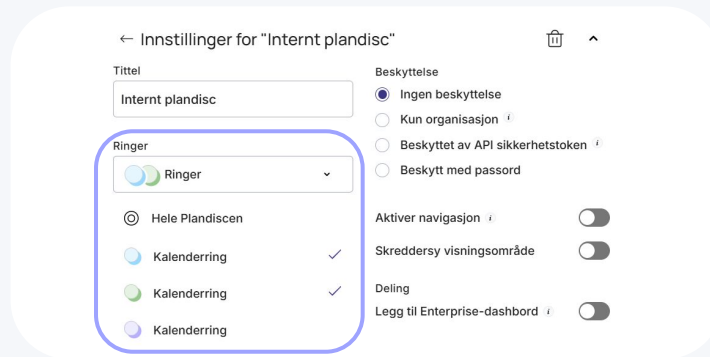 ← Innstillinger for "Internt plandisc"
Tittel
Internt plandisc
Ringer
Ringer
Hele Plandiscen
Kalenderring
Kalenderring
Kalenderring
Beskyttelse
Ingen beskyttelse
Kun organisasjon i
Beskyttet av API sikkerhetstoken i
Beskytt med passord
Aktiver navigasjon i
Skreddersy visningsområde
Deling
Legg til Enterprise-dashbord i